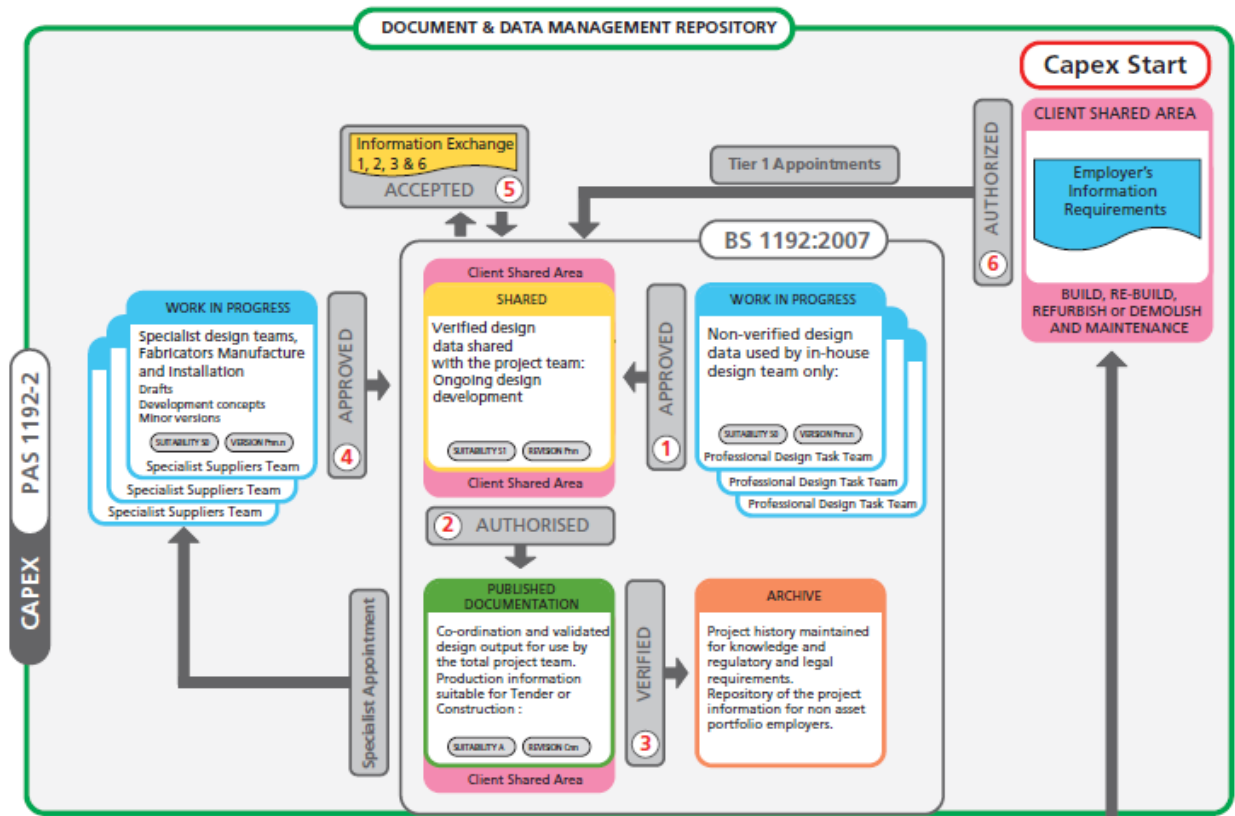 DOCUMENT & DATA MANAGEMENT REPOSITORY
Capex Start
CLIENT SHARED AREA
Employer's
Information
Requirements
BUILD, RE-BUILD,
REFURBISH or DEMOLISH
AND MAINTENANCE
AUTHORIZED
6
Tier 1 Appointments
Information Exchange
1, 2, 3 & 6
ACCEPTED
5
BS 1192:2007
Client Shared Area
SHARED
Verified design
data shared
with the project team:
Ongoing design
development
SUITABILITY S1
REVISION Pnn
Client Shared Area
APPROVED
1
WORK IN PROGRESS
Non-verified design
data used by in-house
design team only:
SUITABILITY S0
VERSION Pnn.n
Professional Design Task Team
Professional Design Task Team
Professional Design Task Team
WORK IN PROGRESS
Specialist design teams,
Fabricators Manufacture
and Installation
Drafts
Development concepts
Minor versions
SUITABILITY S0
VERSION Pnn.n
Specialist Suppliers Team
Specialist Suppliers Team
Specialist Suppliers Team
APPROVED
4
PAS 1192-2
CAPEX
2
AUTHORISED
PUBLISHED
DOCUMENTATION
Co-ordination and validated
design output for use by
the total project team.
Production information
suitable for Tender or
Construction :
SUITABILITY A
REVISION Cnn
Client Shared Area
Specialist Appointment
VERIFIED
3
ARCHIVE
Project history maintained
for knowledge and
regulatory and legal
requirements.
Repository of the project
information for non asset
portfolio employers.